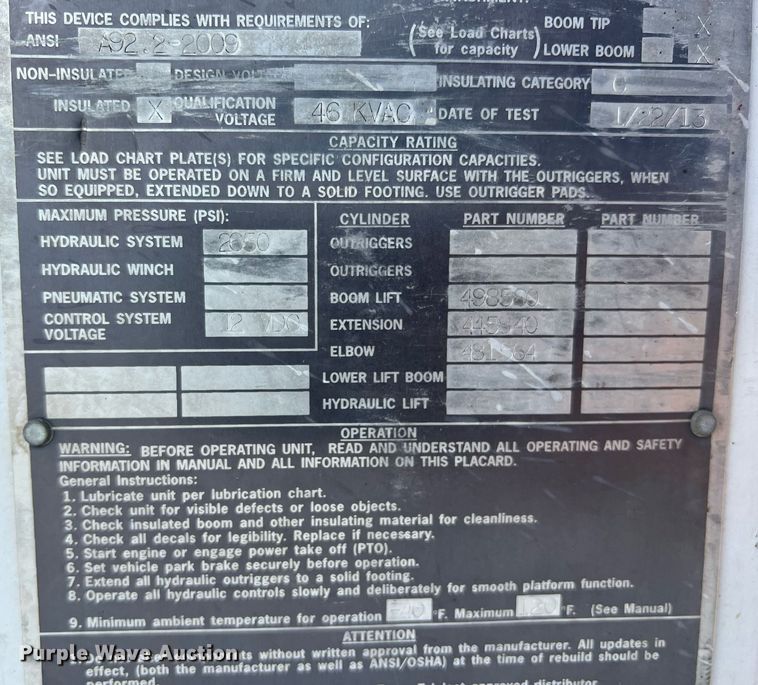 THIS DEVICE COMPLIES WITH REQUIREMENTS OF:
ANSI A92.2-2009
(See Load Charts for capacity)
BOOM TIP X
LOWER BOOM X
NON-INSULATED DESIGN INSULATING CATEGORY C
INSULATED X QUALIFICATION VOLTAGE 46 KVAC DATE OF TEST 1/22/13
CAPACITY RATING
SEE LOAD CHART PLATE(S) FOR SPECIFIC CONFIGURATION CAPACITIES.
UNIT MUST BE OPERATED ON A FIRM AND LEVEL SURFACE WITH THE OUTRIGGERS, WHEN
SO EQUIPPED, EXTENDED DOWN TO A SOLID FOOTING. USE OUTRIGGER PADS.
MAXIMUM PRESSURE (PSI):
HYDRAULIC SYSTEM
HYDRAULIC WINCH
PNEUMATIC SYSTEM
CONTROL SYSTEM VOLTAGE 12 VDC
CYLINDER PART NUMBER PART NUMBER
OUTRIGGERS
OUTRIGGERS
BOOM LIFT
EXTENSION 445940
ELBOW
LOWER LIFT BOOM
HYDRAULIC LIFT
OPERATION
WARNING: BEFORE OPERATING UNIT, READ AND UNDERSTAND ALL OPERATING AND SAFETY
INFORMATION IN MANUAL AND ALL INFORMATION ON THIS PLACARD.
General Instructions:
1. Lubricate unit per lubrication chart.
2. Check unit for visible defects or loose objects.
3. Check insulated boom and other insulating material for cleanliness.
4. Check all decals for legibility. Replace if necessary.
5. Start engine or engage power take off (PTO).
6. Set vehicle park brake securely before operation.
7. Extend all hydraulic outriggers to a solid footing.
8. Operate all hydraulic controls slowly and deliberately for smooth platform function.
9. Minimum ambient temperature for operation -40 °F. Maximum 120 °F. (See Manual)
ATTENTION
without written approval from the manufacturer. All updates in
effect, (both the manufacturer as well as ANSI/OSHA) at the time of rebuild should be
performed
Purple Wave Auction